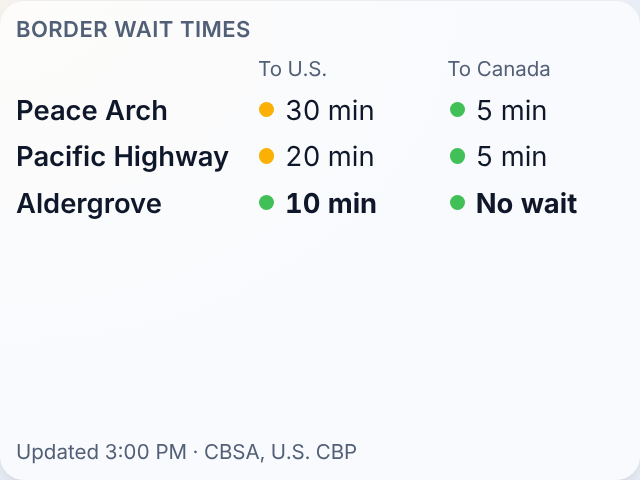 BORDER WAIT TIMES
To U.S. To Canada
Peace Arch 30 min 5 min
Pacific Highway 20 min 5 min
Aldergrove 10 min No wait
Updated 3:00 PM · CBSA, U.S. CBP